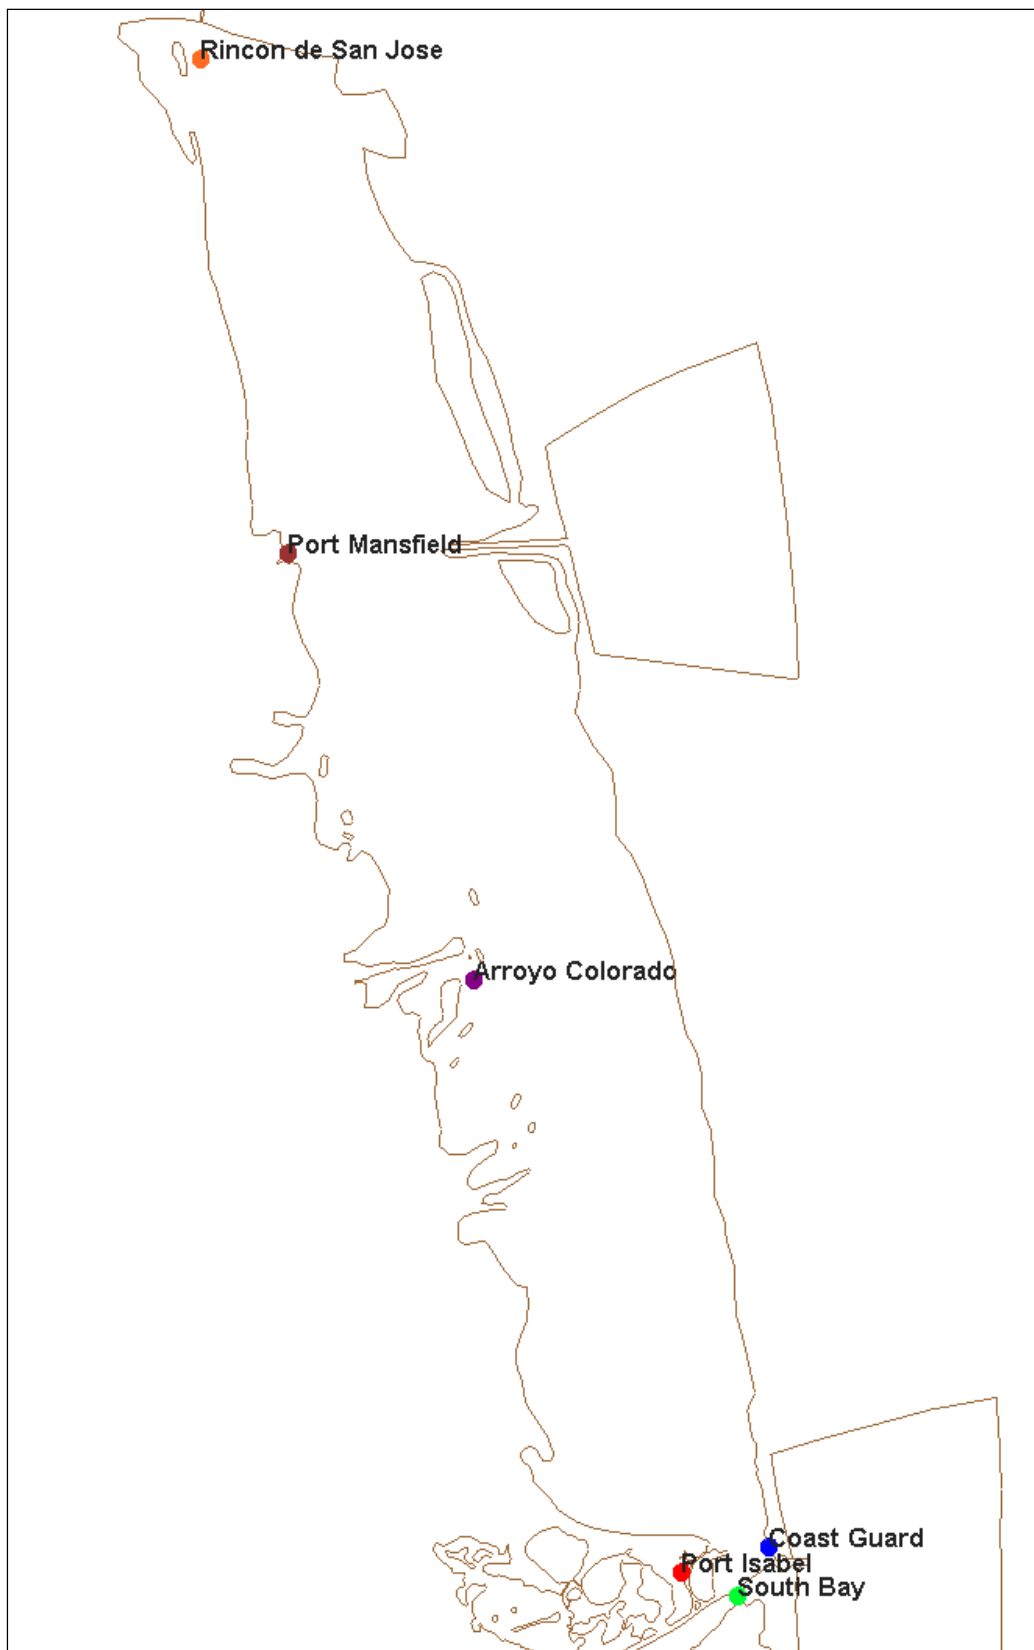 Rincon de San Jose
Port Mansfield
Arroyo Colorado
Coast Guard
Port Isabel
South Bay